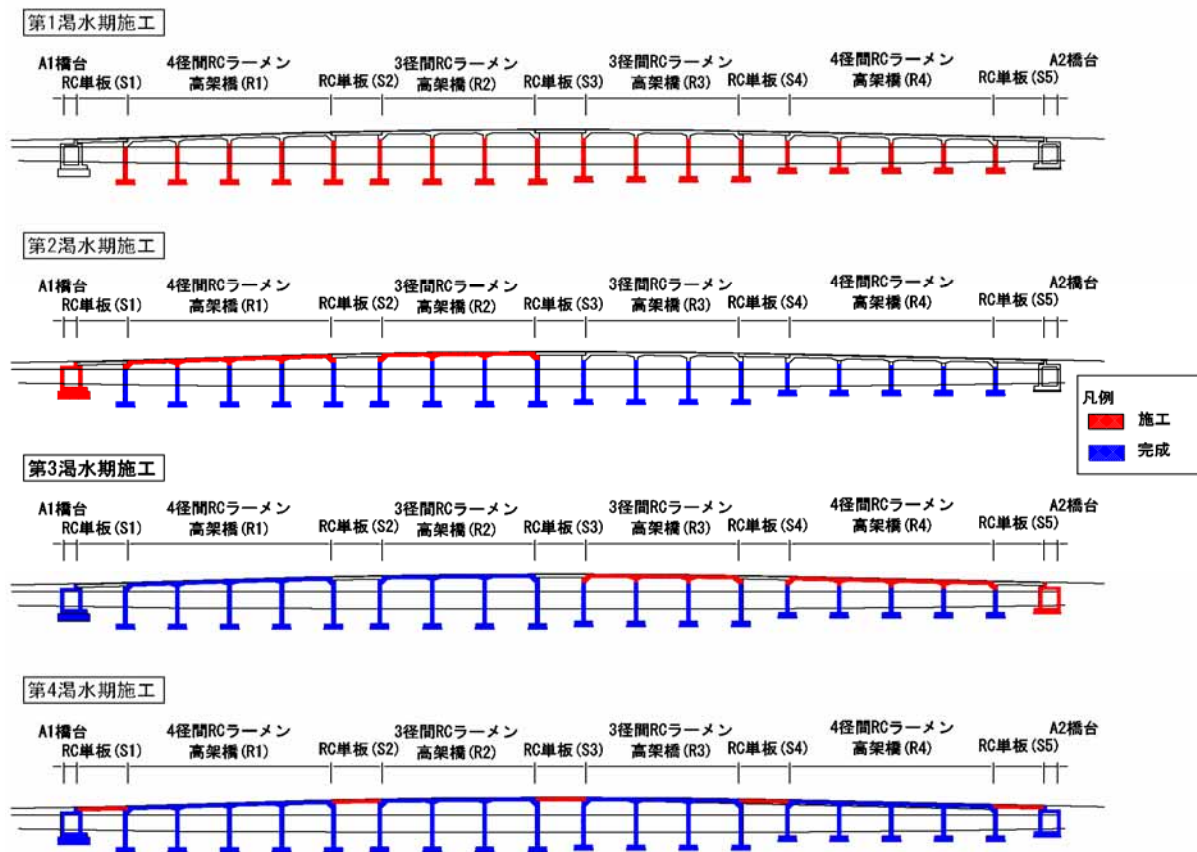 第1渇水期施工
A1橋台
RC単板(S1)
4径間RCラーメン
高架橋(R1)
RC単板(S2)
3径間RCラーメン
高架橋(R2)
RC単板(S3)
3径間RCラーメン
高架橋(R3)
RC単板(S4)
4径間RCラーメン
高架橋(R4)
RC単板(S5)
A2橋台
第2渇水期施工
A1橋台
RC単板(S1)
4径間RCラーメン
高架橋(R1)
RC単板(S2)
3径間RCラーメン
高架橋(R2)
RC単板(S3)
3径間RCラーメン
高架橋(R3)
RC単板(S4)
4径間RCラーメン
高架橋(R4)
RC単板(S5)
A2橋台
凡例
施工
完成
第3渇水期施工
A1橋台
RC単板(S1)
4径間RCラーメン
高架橋(R1)
RC単板(S2)
3径間RCラーメン
高架橋(R2)
RC単板(S3)
3径間RCラーメン
高架橋(R3)
RC単板(S4)
4径間RCラーメン
高架橋(R4)
RC単板(S5)
A2橋台
第4渇水期施工
A1橋台
RC単板(S1)
4径間RCラーメン
高架橋(R1)
RC単板(S2)
3径間RCラーメン
高架橋(R2)
RC単板(S3)
3径間RCラーメン
高架橋(R3)
RC単板(S4)
4径間RCラーメン
高架橋(R4)
RC単板(S5)
A2橋台